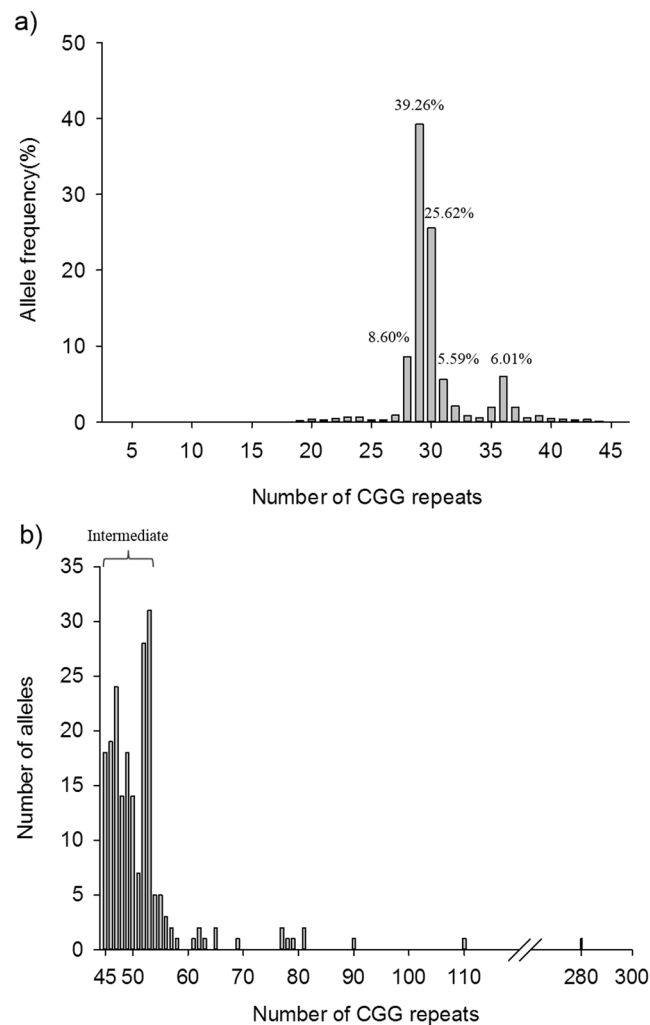 a)
50
40
30
20
10
0
Allele frequency(%)
39.26%
25.62%
8.60%
5.59%
6.01%
5 10 15 20 25 30 35 40 45
Number of CGG repeats
b)
Intermediate
35
30
25
20
15
10
5
0
Number of alleles
45 50 60 70 80 90 100 110 280 300
Number of CGG repeats